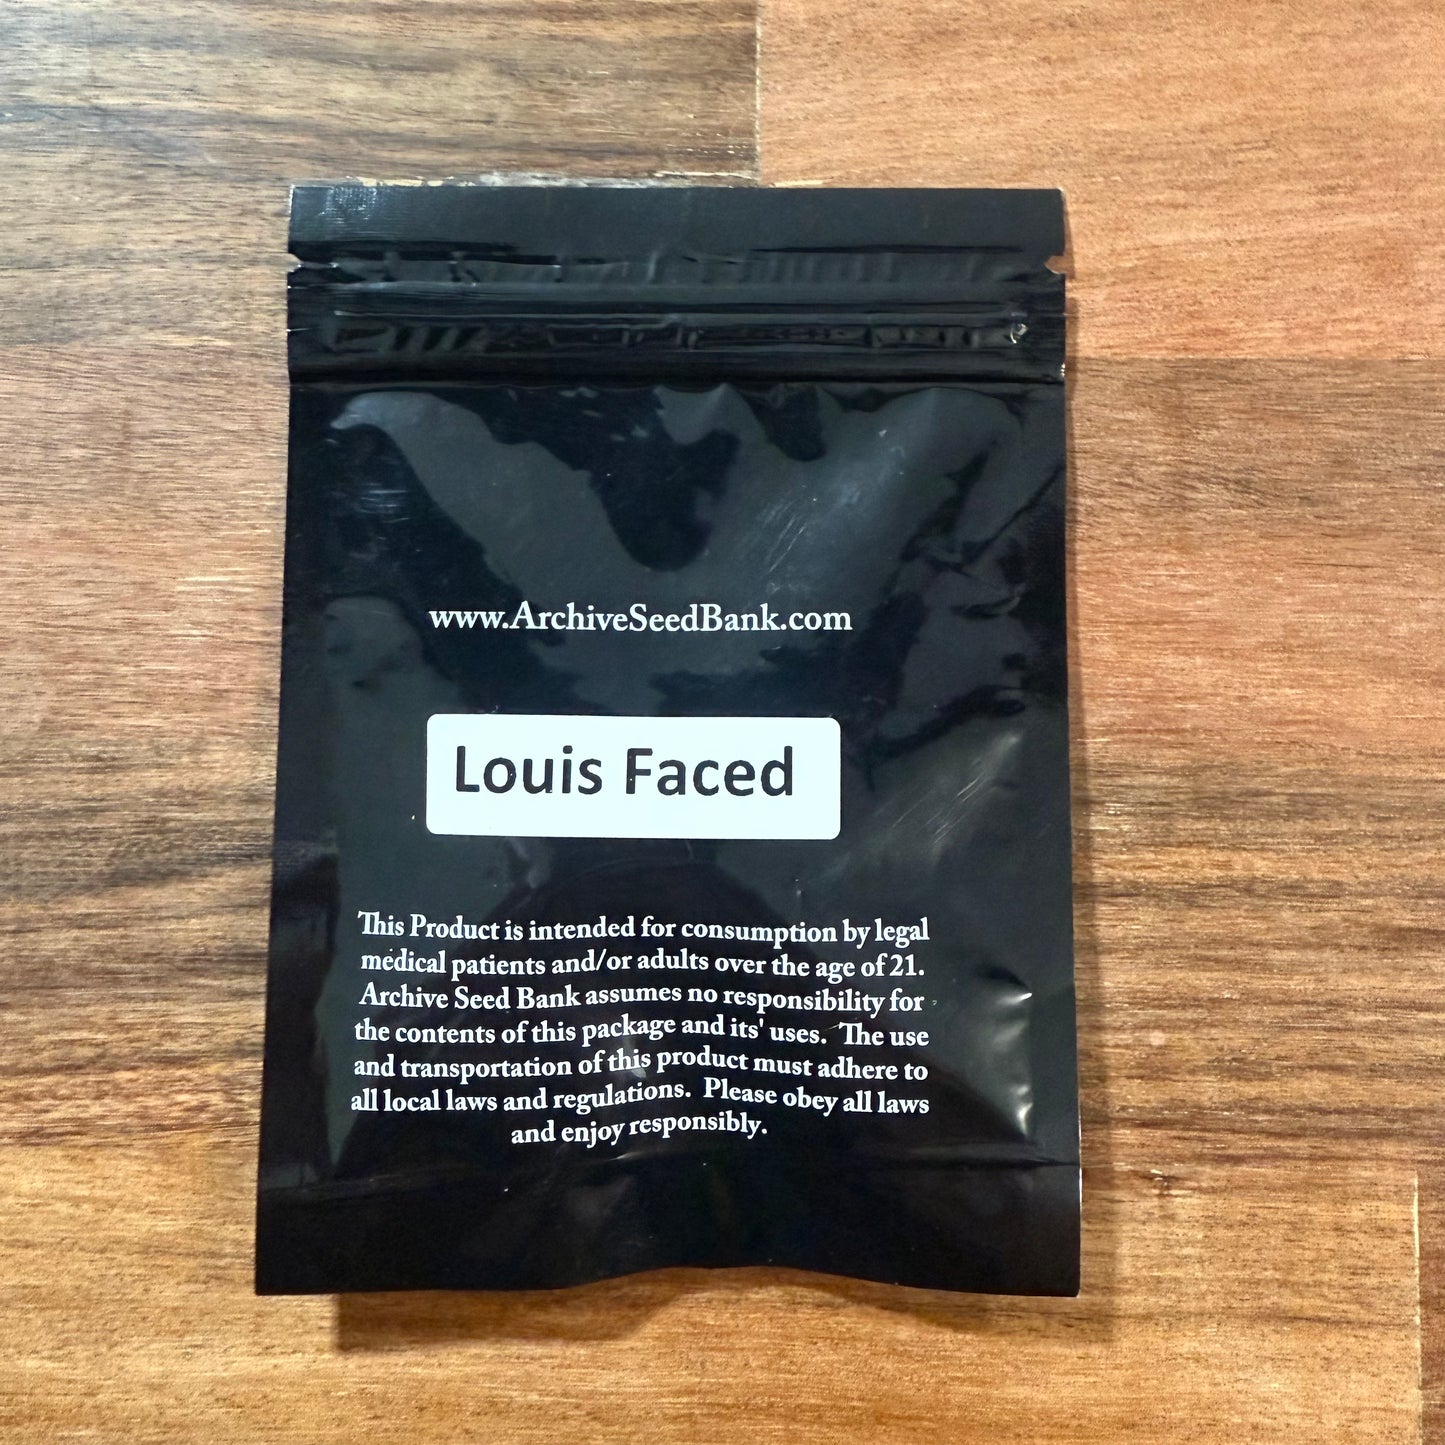 www.ArchiveSeedBank.com
Louis Faced
This Product is intended for consumption by legal
medical patients and/or adults over the age of 21.
Archive Seed Bank assumes no responsibility for
the contents of this package and its' uses. The use
and transportation of this product must adhere to
all local laws and regulations. Please obey all laws
and enjoy responsibly.